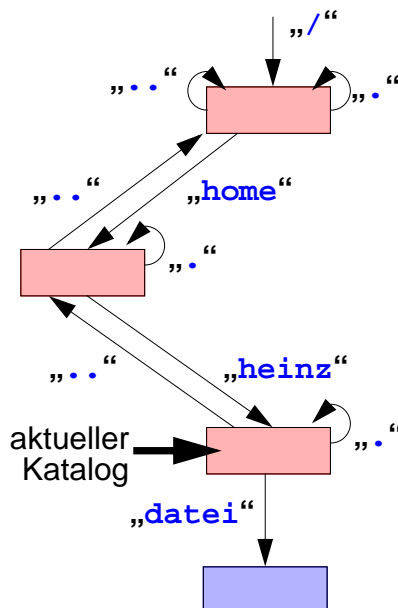 „/“
„..“
„.“
„..“
„home“
„.“
„..“
„heinz“
aktueller
Katalog
„.“
„datei“